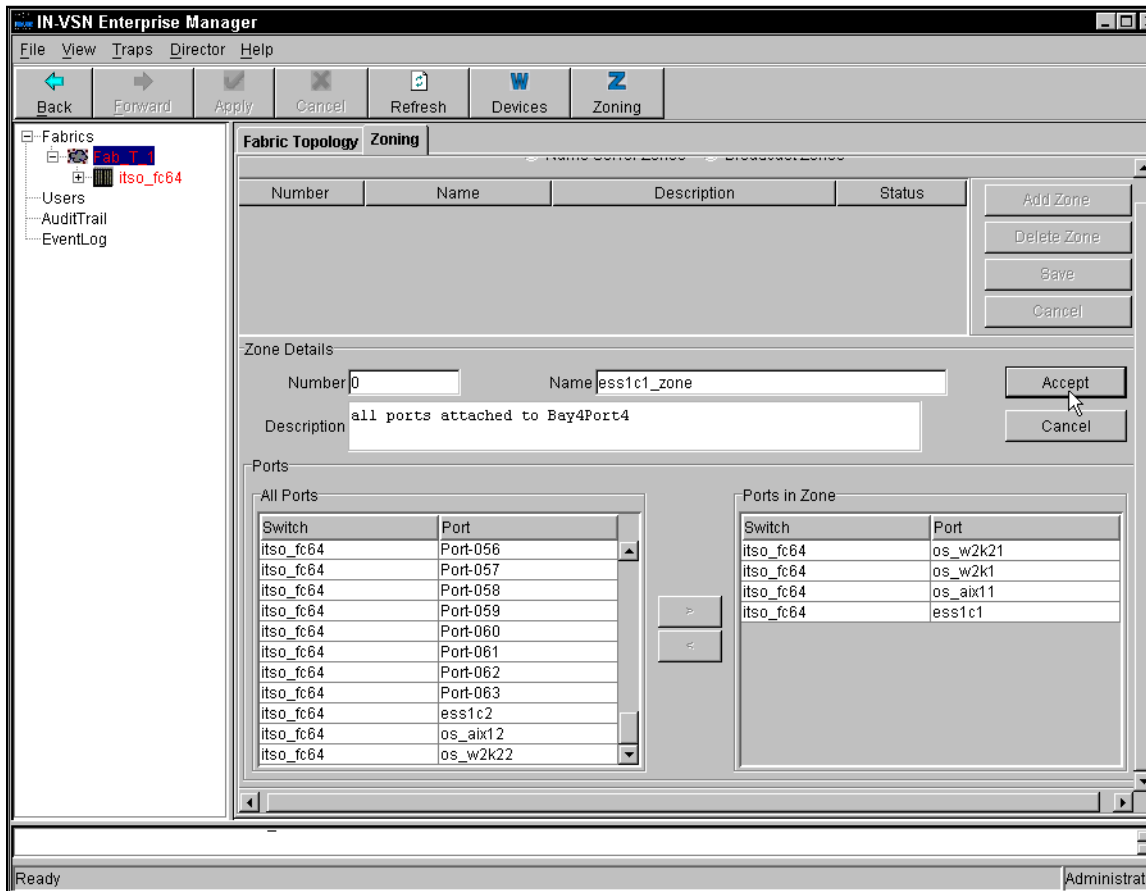 IN-VSN Enterprise Manager
File View Traps Director Help
Back Forward Apply Cancel Refresh Devices Zoning
Fabrics
Fab_T_1
itso_fc64
Users
AuditTrail
EventLog
Fabric Topology Zoning
Name Server Zones Broadcast Zones
Number Name Description Status
Add Zone
Delete Zone
Save
Cancel
Zone Details
Number 0 Name ess1c1_zone
Accept
Description all ports attached to Bay4Port4
Cancel
Ports
All Ports
Switch Port
itso_fc64 Port-056
itso_fc64 Port-057
itso_fc64 Port-058
itso_fc64 Port-059
itso_fc64 Port-060
itso_fc64 Port-061
itso_fc64 Port-062
itso_fc64 Port-063
itso_fc64 ess1c2
itso_fc64 os_aix12
itso_fc64 os_w2k22
>
<
Ports in Zone
Switch Port
itso_fc64 os_w2k21
itso_fc64 os_w2k1
itso_fc64 os_aix11
itso_fc64 ess1c1
Ready Administrat